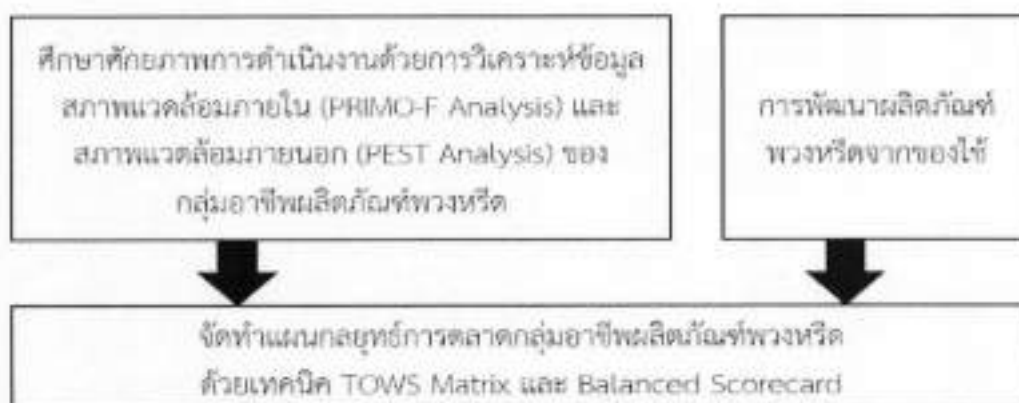 ศึกษาศักยภาพการดำเนินงานด้วยการวิเคราะห์ข้อมูล
สภาพแวดล้อมภายใน (PRIMO-F Analysis) และ
สภาพแวดล้อมภายนอก (PEST Analysis) ของ
กลุ่มอาชีพผลิตภัณฑ์พวงหรีด
การพัฒนาผลิตภัณฑ์
พวงหรีดจากของใช้
จัดทำแผนกลยุทธ์การตลาดกลุ่มอาชีพผลิตภัณฑ์พวงหรีด
ด้วยเทคนิค TOWS Matrix และ Balanced Scorecard